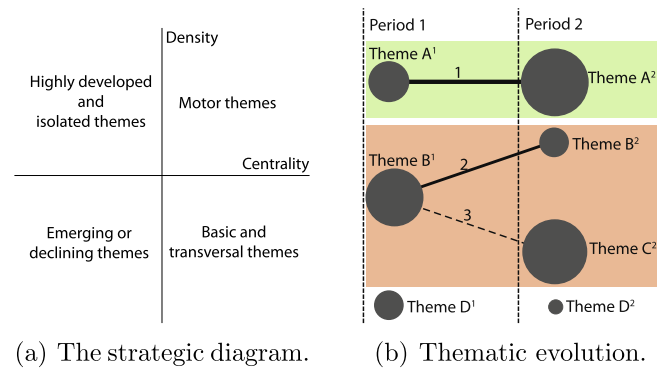 Density
Highly developed
and
isolated themes
Motor themes
Centrality
Emerging or
declining themes
Basic and
transversal themes
(a) The strategic diagram.
Period 1
Period 2
Theme A¹
1
Theme A²
Theme B¹
2
Theme B²
3
Theme C²
Theme D¹
Theme D²
(b) Thematic evolution.